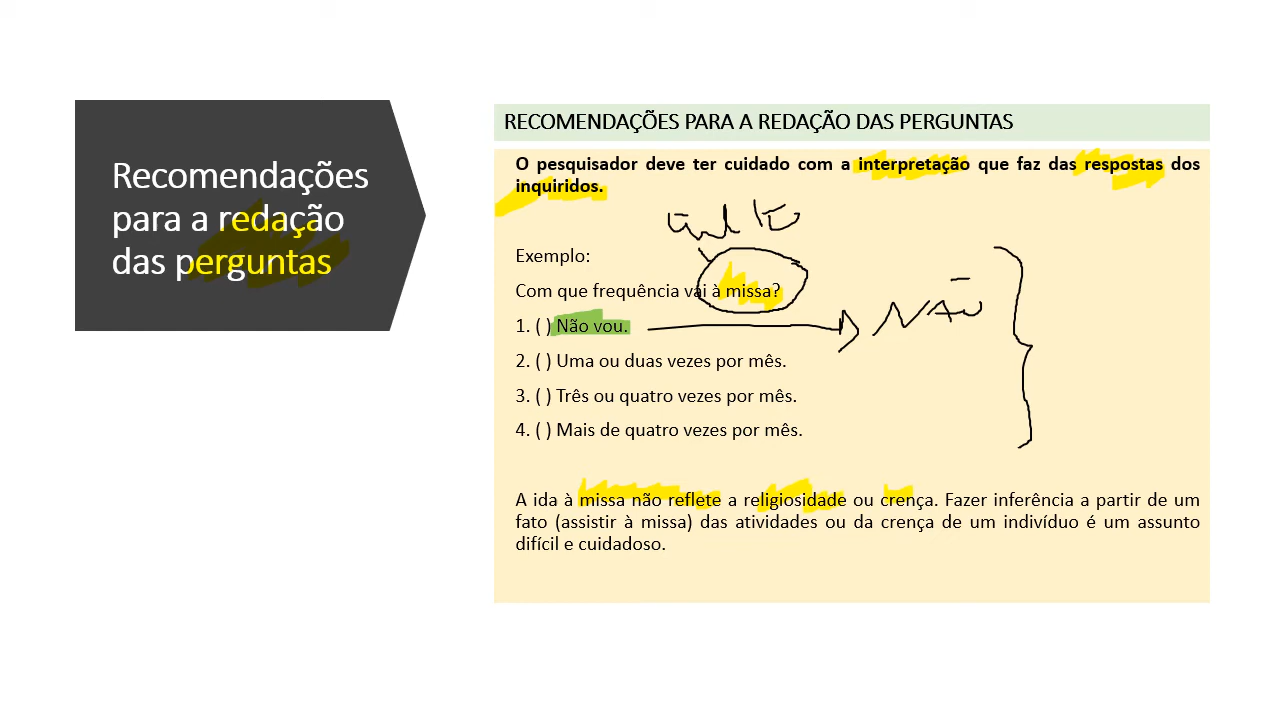 Recomendações
para a redação
das perguntas
RECOMENDAÇÕES PARA A REDAÇÃO DAS PERGUNTAS
O pesquisador deve ter cuidado com a interpretação que faz das respostas dos
inquiridos.
culto
Exemplo:
Com que frequência vai à missa?
1. ( ) Não vou.
NÃO
2. ( ) Uma ou duas vezes por mês.
3. ( ) Três ou quatro vezes por mês.
4. ( ) Mais de quatro vezes por mês.
A ida à missa não reflete a religiosidade ou crença. Fazer inferência a partir de um
fato (assistir à missa) das atividades ou da crença de um indivíduo é um assunto
difícil e cuidadoso.